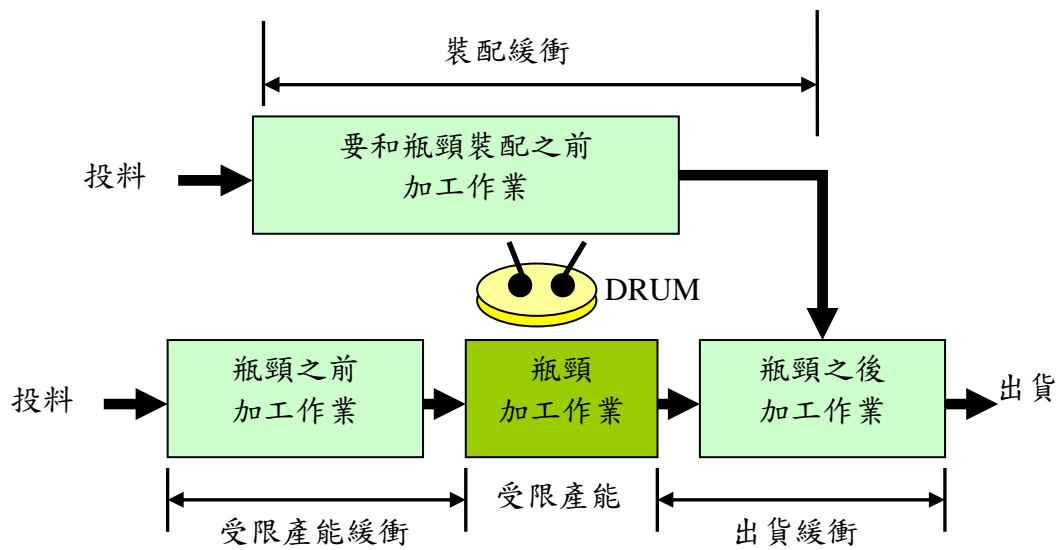 裝配緩衝
要和瓶頸裝配之前
加工作業
投料
DRUM
瓶頸之前
加工作業
瓶頸
加工作業
瓶頸之後
加工作業
投料
出貨
受限產能
受限產能緩衝
出貨緩衝